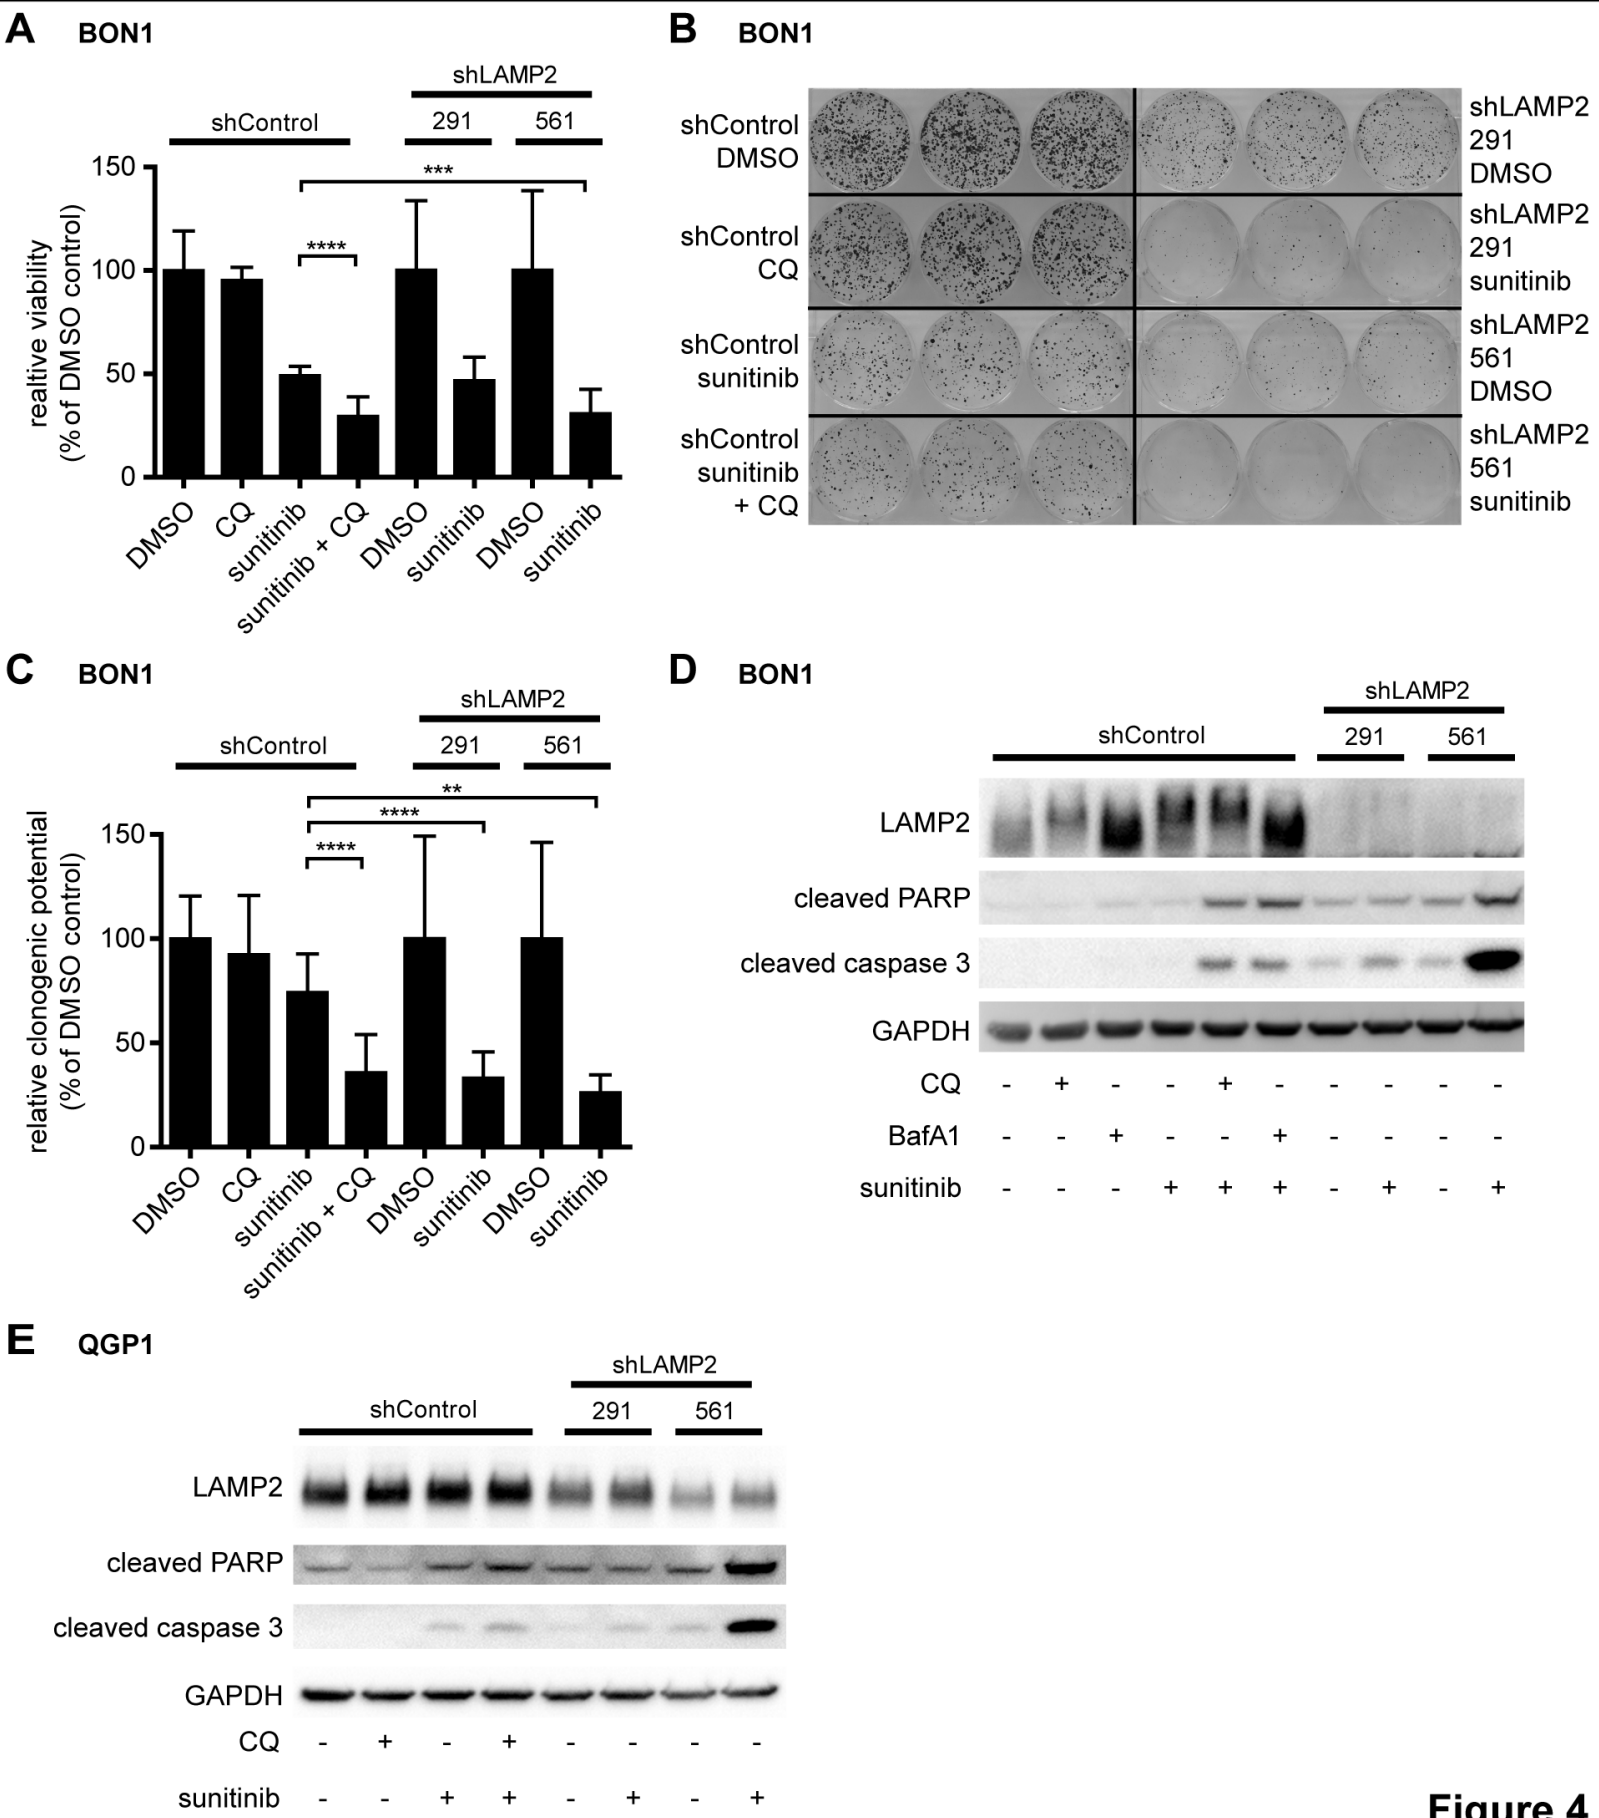 A BON1
shLAMP2
shControl 291 561
***
****
150
100
50
0
realtive viability
(% of DMSO control)
DMSO CQ sunitinib sunitinib + CQ DMSO sunitinib DMSO sunitinib
B BON1
shControl
DMSO
shControl
CQ
shControl
sunitinib
shControl
sunitinib
+ CQ
shLAMP2
291
DMSO
shLAMP2
291
sunitinib
shLAMP2
561
DMSO
shLAMP2
561
sunitinib
C BON1
shLAMP2
shControl 291 561
**
****
****
150
100
50
0
relative clonogenic potential
(% of DMSO control)
DMSO CQ sunitinib sunitinib + CQ DMSO sunitinib DMSO sunitinib
D BON1
shLAMP2
shControl 291 561
LAMP2
cleaved PARP
cleaved caspase 3
GAPDH
CQ - + - - + - - - - -
BafA1 - - + - - + - - - -
sunitinib - - - + + + - + - +
E QGP1
shLAMP2
shControl 291 561
LAMP2
cleaved PARP
cleaved caspase 3
GAPDH
CQ - + - + - - - -
sunitinib - - + + - + - +
Figure 4